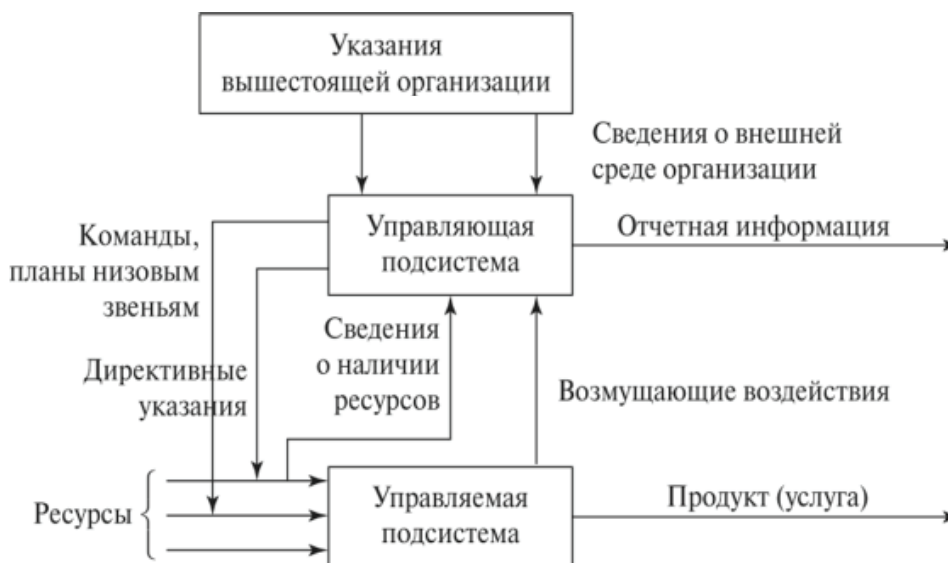 Указания
вышестоящей организации
Сведения о внешней
среде организации
Управляющая
подсистема
Отчетная информация
Команды,
планы низовым
звеньям
Сведения
о наличии
ресурсов
Директивные
указания
Возмущающие воздействия
Ресурсы
Управляемая
подсистема
Продукт (услуга)